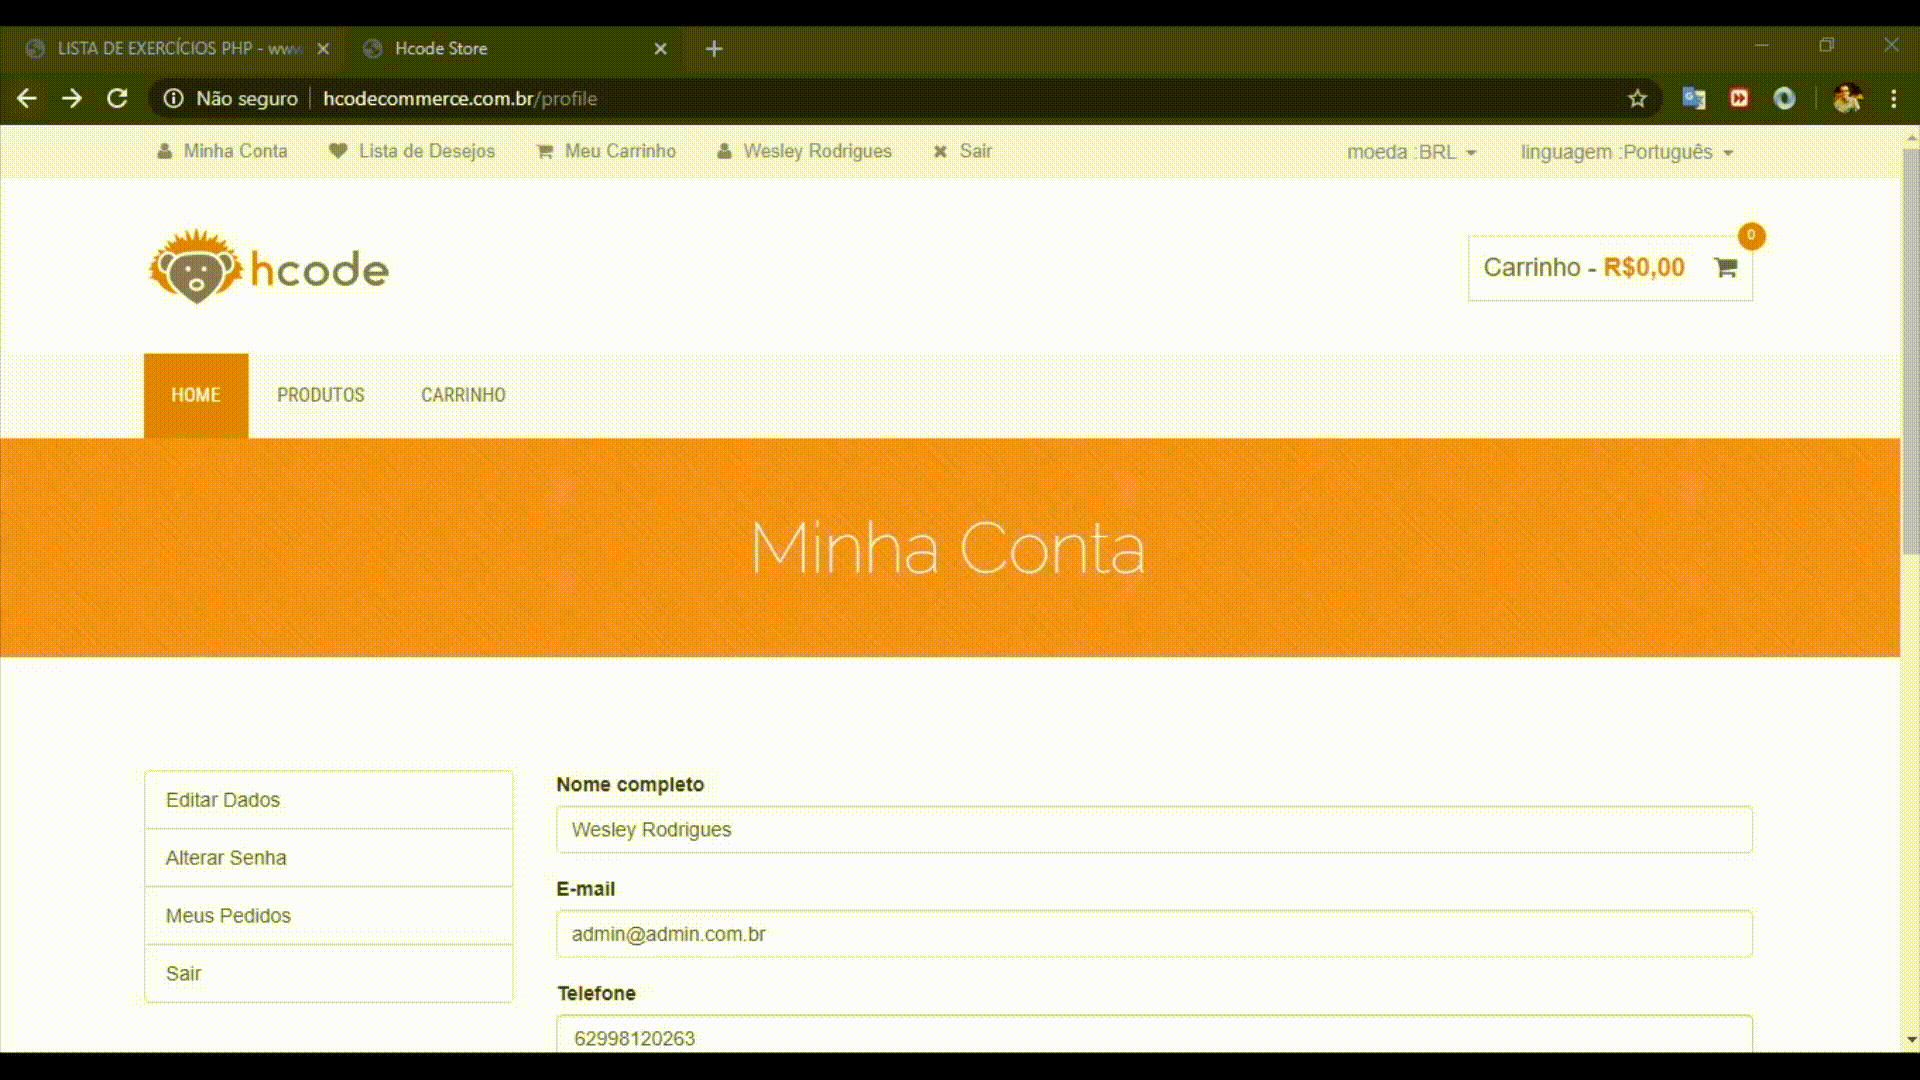 LISTA DE EXERCÍCIOS PHP - www
Hcode Store
Não seguro
hcodecommerce.com.br/profile
Minha Conta
Lista de Desejos
Meu Carrinho
Wesley Rodrigues
Sair
moeda :BRL
linguagem :Português
hcode
0
Carrinho - R$0,00
HOME
PRODUTOS
CARRINHO
Minha Conta
Editar Dados
Alterar Senha
Meus Pedidos
Sair
Nome completo
Wesley Rodrigues
E-mail
admin@admin.com.br
Telefone
62998120263